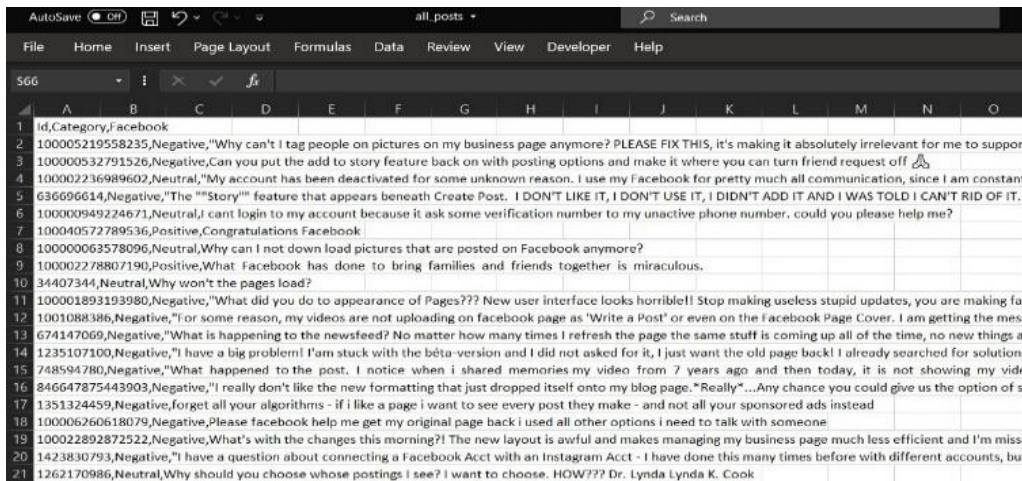 AutoSave Off all_posts Search
File Home Insert Page Layout Formulas Data Review View Developer Help
S66 fx
A B C D E F G H I J K L M N O
1 Id,Category,Facebook
2 100005219558235,Negative,"Why can't I tag people on pictures on my business page anymore? PLEASE FIX THIS, it's making it absolutely irrelevant for me to suppor
3 100000532791526,Negative,Can you put the add to story feature back on with posting options and make it where you can turn friend request off 🙏
4 100002236989602,Neutral,"My account has been deactivated for some unknown reason. I use my Facebook for pretty much all communication, since I am constan
5 636696614,Negative,"The ""Story"" feature that appears beneath Create Post. I DON'T LIKE IT, I DON'T USE IT, I DIDN'T ADD IT AND I WAS TOLD I CAN'T RID OF IT.
6 100000949224671,Neutral,I cant login to my account because it ask some verification number to my unactive phone number. could you please help me?
7 100040572789536,Positive,Congratulations Facebook
8 100000063578096,Neutral,Why can I not down load pictures that are posted on Facebook anymore?
9 100002278807190,Positive,What Facebook has done to bring families and friends together is miraculous.
10 34407344,Neutral,Why won't the pages load?
11 100001893193980,Negative,"What did you do to appearance of Pages??? New user interface looks horrible!! Stop making useless stupid updates, you are making fa
12 1001088386,Negative,"For some reason, my videos are not uploading on facebook page as 'Write a Post' or even on the Facebook Page Cover. I am getting the mes
13 674147069,Negative,"What is happening to the newsfeed? No matter how many times I refresh the page the same stuff is coming up all of the time, no new things a
14 1235107100,Negative,"I have a big problem! I'am stuck with the béta-version and I did not asked for it, I just want the old page back! I already searched for solution
15 748594780,Negative,"What happened to the post. I notice when i shared memories my video from 7 years ago and then today, it is not showing my vide
16 846647875443903,Negative,"I really don't like the new formatting that just dropped itself onto my blog page.*Really*...Any chance you could give us the option of s
17 1351324459,Negative,forget all your algorithms - if i like a page i want to see every post they make - and not all your sponsored ads instead
18 100006260618079,Negative,Please facebook help me get my original page back i used all other options i need to talk with someone
19 100022892872522,Negative,What's with the changes this morning?! The new layout is awful and makes managing my business page much less efficient and I'm miss
20 1423830793,Negative,"I have a question about connecting a Facebook Acct with an Instagram Acct - I have done this many times before with different accounts, bu
21 1262170986,Neutral,Why should you choose whose postings I see? I want to choose. HOW??? Dr. Lynda Lynda K. Cook